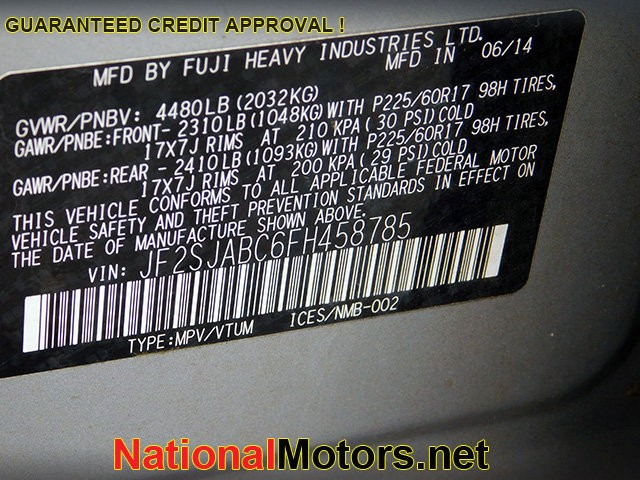 GUARANTEED CREDIT APPROVAL !
MFD BY FUJI HEAVY INDUSTRIES LTD.
MFD IN 06/14
GVWR/PNBV: 4480LB (2032KG)
GAWR/PNBE:FRONT- 2310LB (1048KG)WITH P225/60R17 98H TIRES,
17X7J RIMS AT 210 KPA ( 30 PSI) COLD
GAWR/PNBE:REAR - 2410LB (1093KG)WITH P225/60R17 98H TIRES,
17X7J RIMS AT 200 KPA ( 29 PSI) COLD
THIS VEHICLE CONFORMS TO ALL APPLICABLE FEDERAL MOTOR
VEHICLE SAFETY AND THEFT PREVENTION STANDARDS IN EFFECT ON
THE DATE OF MANUFACTURE SHOWN ABOVE.
VIN: JF2SJABC6FH458785
TYPE:MPV/VTUM ICES/NMB-002
NationalMotors.net